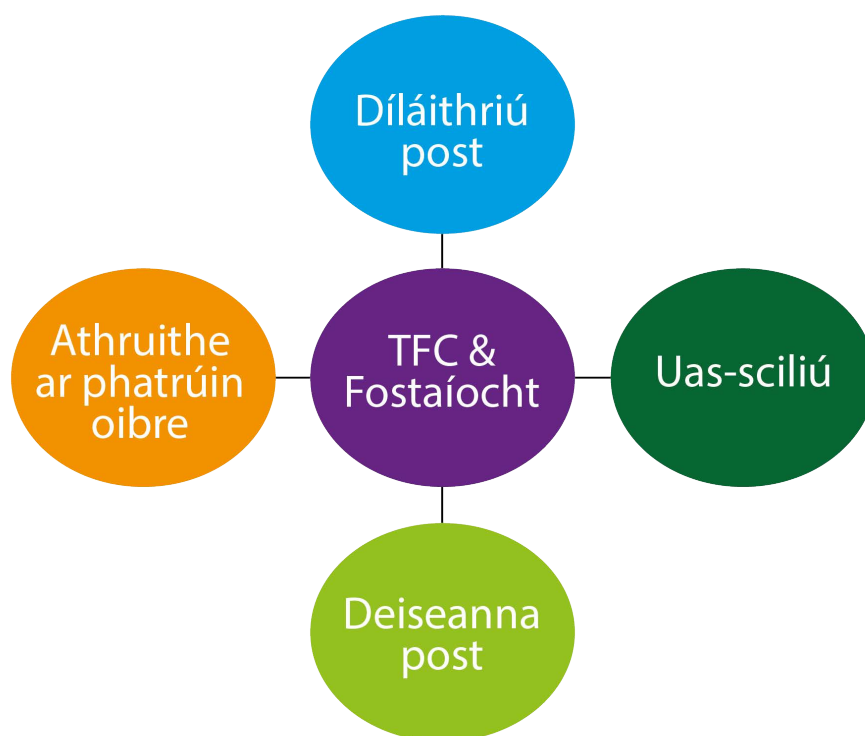 Díláithriú
post
Athruithe
ar phatrúin
oibre
TFC &
Fostaíocht
Uas-sciliú
Deiseanna
post